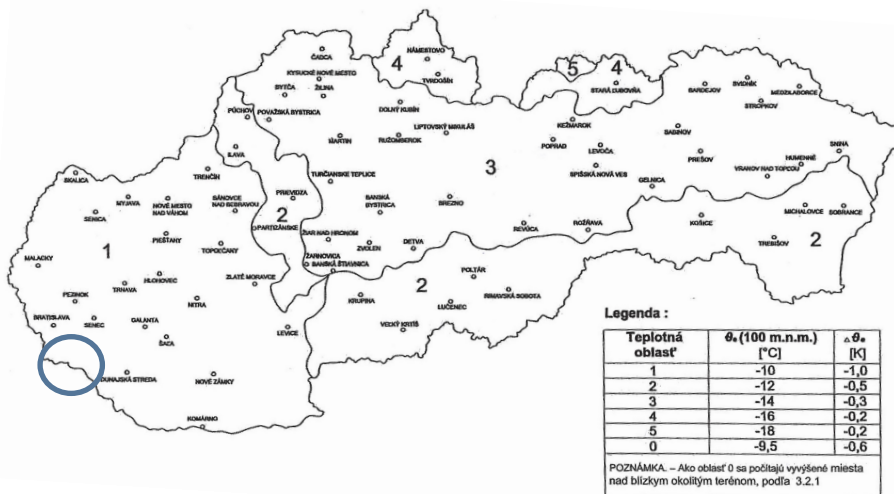 ČADCA
4
NÁMESTOVO
TVRDOŠÍN
5
4
STARÁ ĽUBOVŇA
KYSUCKÉ NOVÉ MESTO
BYTČA
ŽILINA
BARDEJOV
SVIDNÍK
STROPKOV
MEDZILABORCE
PÚCHOV
POVAŽSKÁ BYSTRICA
DOLNÝ KUBÍN
LIPTOVSKÝ MIKULÁŠ
RUŽOMBEROK
MARTIN
KEŽMAROK
POPRAD
LEVOČA
SABINOV
PREŠOV
SPIŠSKÁ NOVÁ VES
GELNICA
VRANOV NAD TOPĽOU
HUMENNÉ
SNINA
ILAVA
TRENČÍN
TURČIANSKE TEPLICE
3
SKALICA
SENICA
MYJAVA
NOVÉ MESTO
NAD VÁHOM
BÁNOVCE
NAD BEBRAVOU
PRIEVIDZA
2
PARTIZÁNSKE
BANSKÁ
BYSTRICA
BREZNO
REVÚCA
ROŽŇAVA
KOŠICE
MICHALOVCE
SOBRANCE
TREBIŠOV
2
1
PIEŠŤANY
TOPOĽČANY
ŽIAR NAD HRONOM
ZVOLEN
DETVA
ŽARNOVICA
BANSKÁ ŠTIAVNICA
MALACKY
HLOHOVEC
ZLATÉ MORAVCE
TRNAVA
PEZINOK
NITRA
BRATISLAVA
SENEC
GALANTA
ŠAĽA
LEVICE
KRUPINA
2
POLTÁR
LUČENEC
RIMAVSKÁ SOBOTA
VEĽKÝ KRTÍŠ
DUNAJSKÁ STREDA
NOVÉ ZÁMKY
KOMÁRNO
Legenda :
Teplotná oblasť θe (100 m.n.m.) [°C] △θe [K]
1 -10 -1,0
2 -12 -0,5
3 -14 -0,3
4 -16 -0,2
5 -18 -0,2
0 -9,5 -0,6
POZNÁMKA. – Ako oblasť 0 sa počítajú vyvýšené miesta
nad blízkym okolitým terénom, podľa 3.2.1